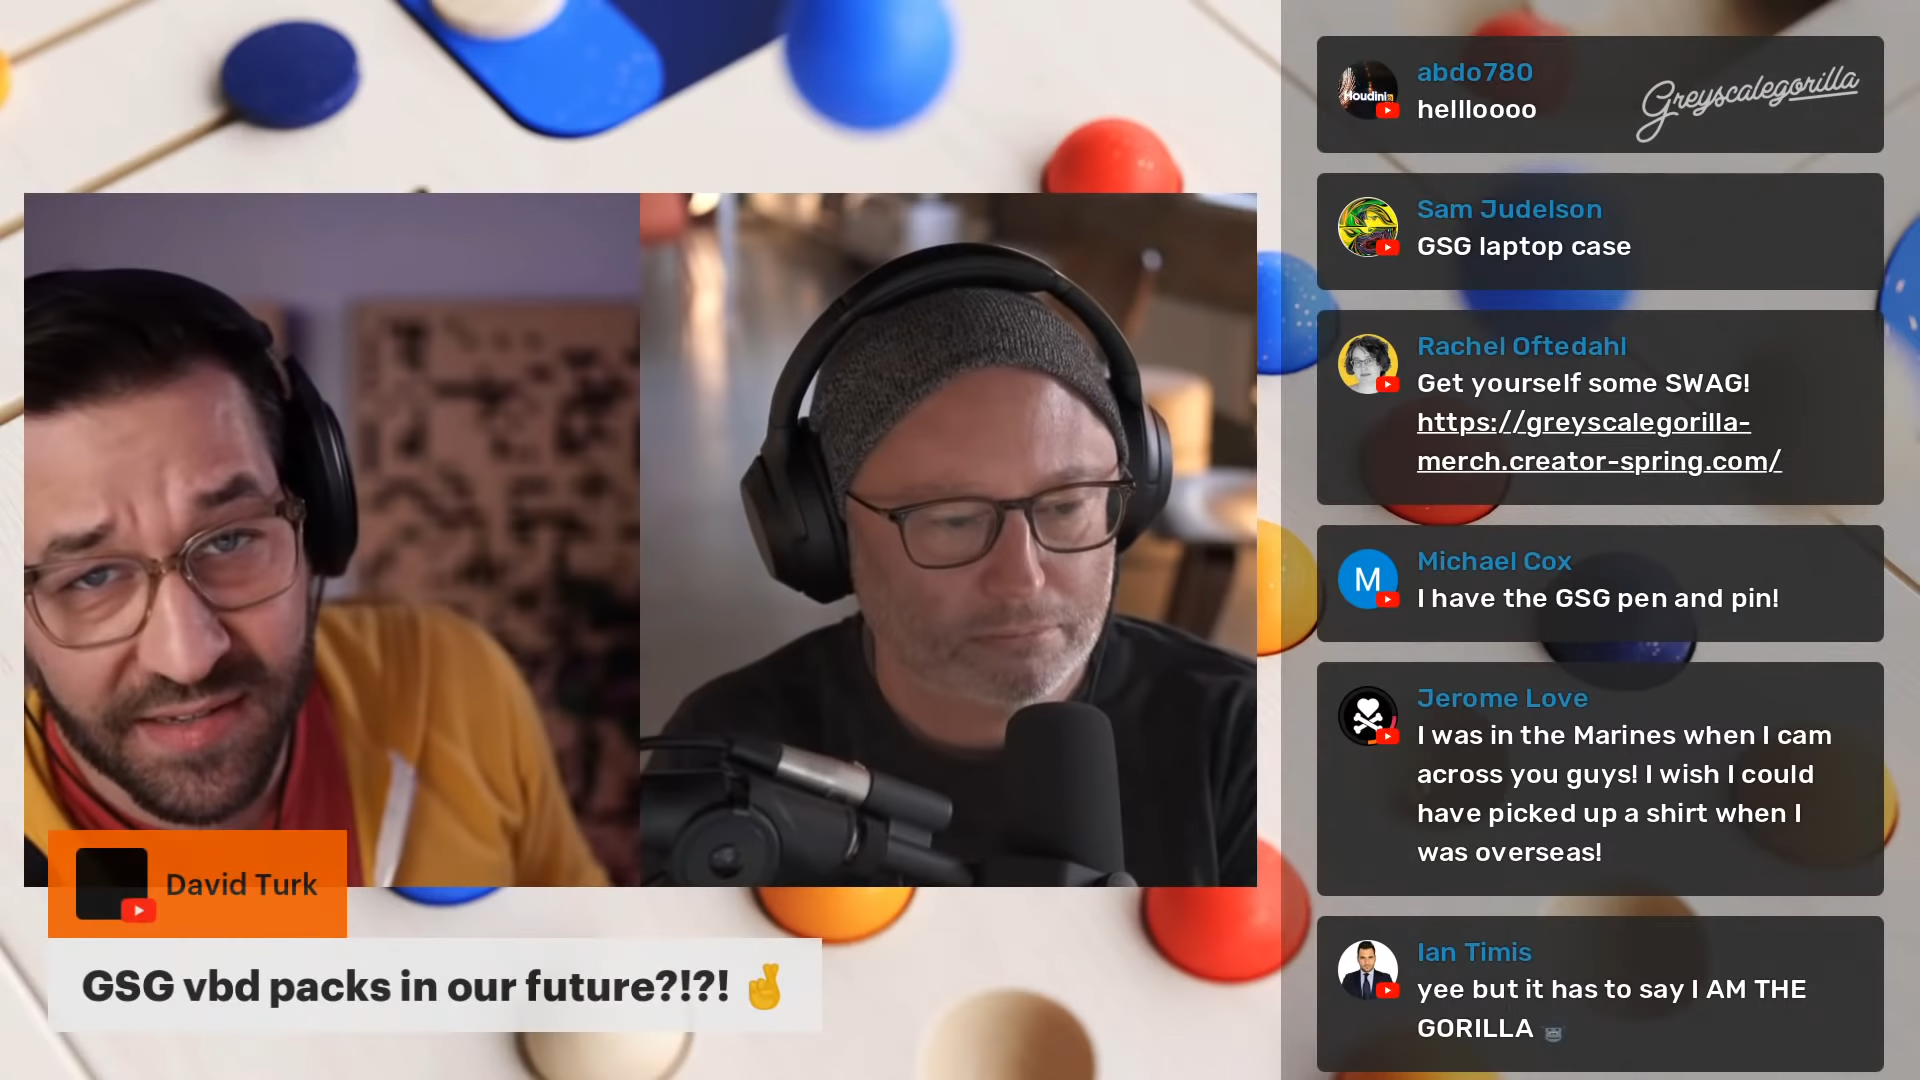 abdo780
hellloooo
Greyscalegorilla
Sam Judelson
GSG laptop case
Rachel Oftedahl
Get yourself some SWAG!
https://greyscalegorilla-
merch.creator-spring.com/
M
Michael Cox
I have the GSG pen and pin!
Jerome Love
I was in the Marines when I cam
across you guys! I wish I could
have picked up a shirt when I
was overseas!
Ian Timis
yee but it has to say I AM THE
GORILLA
David Turk
GSG vbd packs in our future?!?! 🤞
Houdini